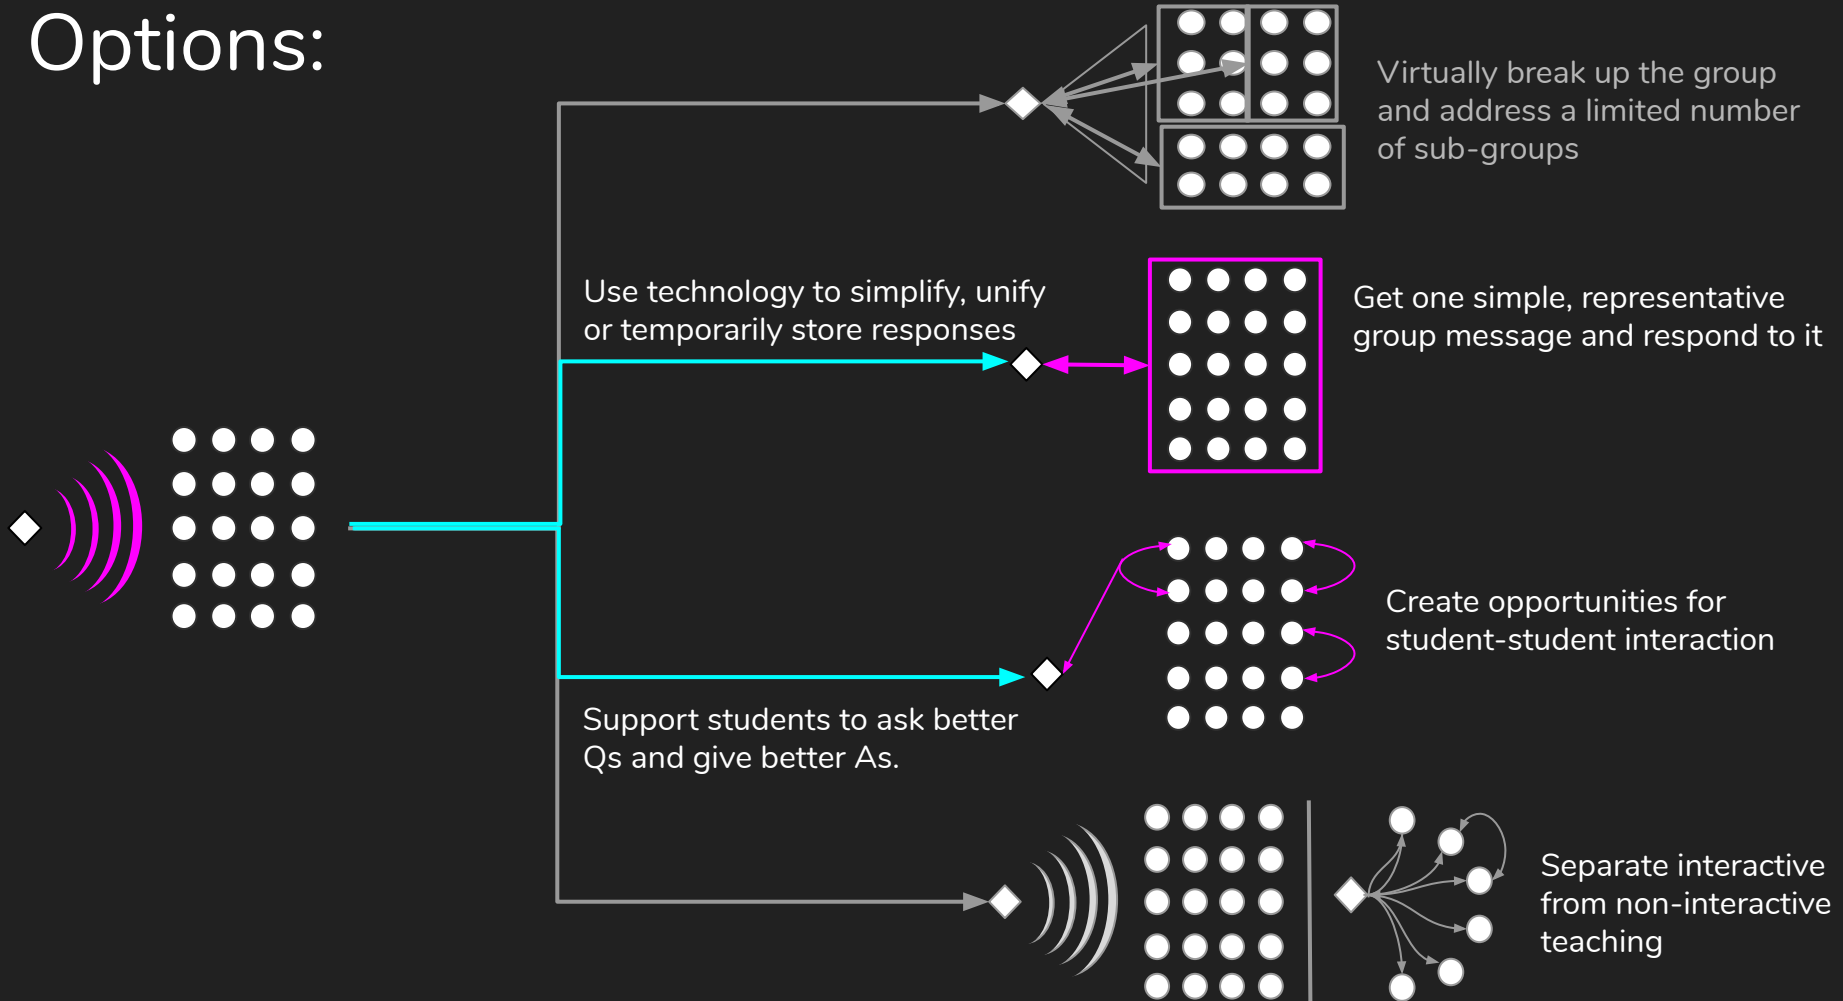 Options:
Virtually break up the group
and address a limited number
of sub-groups
Use technology to simplify, unify
or temporarily store responses
Get one simple, representative
group message and respond to it
Create opportunities for
student-student interaction
Support students to ask better
Qs and give better As.
Separate interactive
from non-interactive
teaching